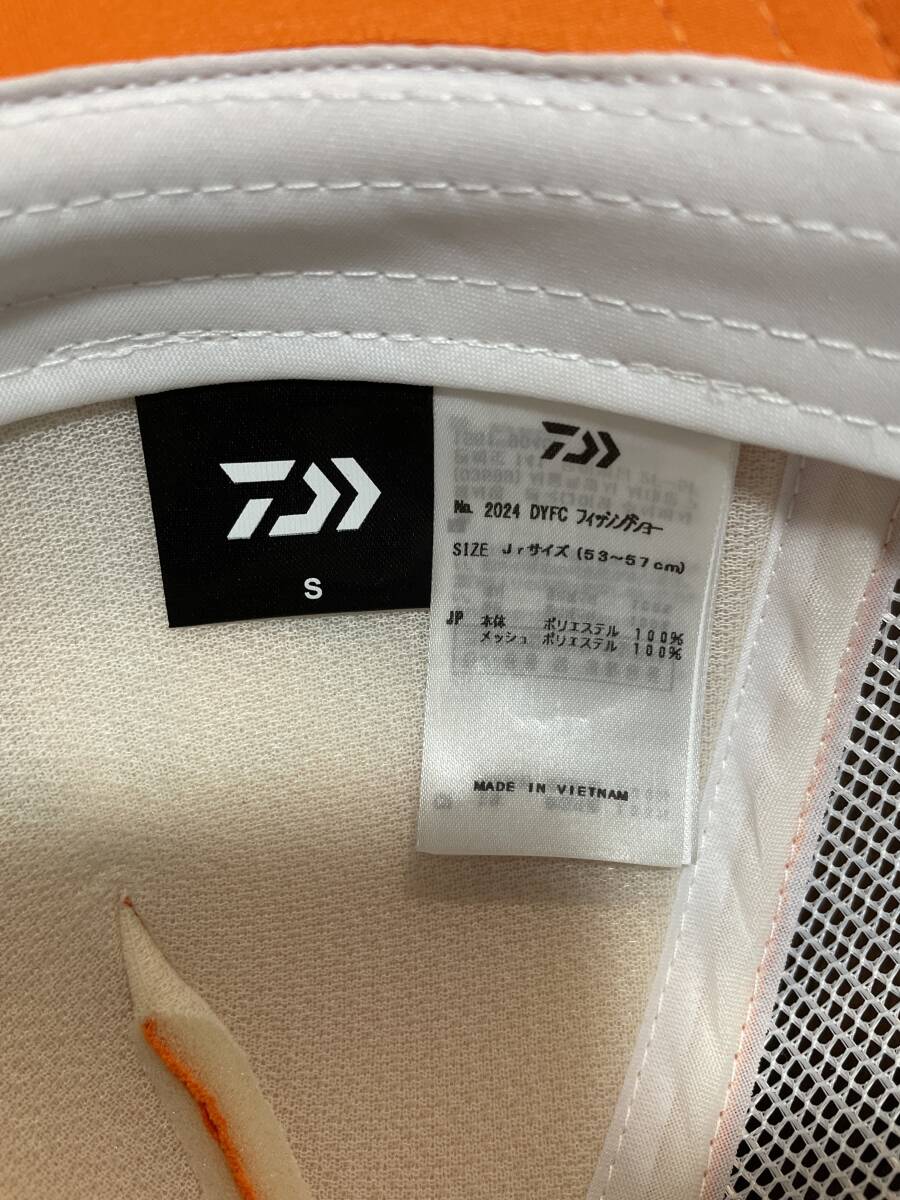 S
No. 2024 DYFC フィッシングショー
SIZE Jrサイズ (53~57cm)
JP 本体 ポリエステル 100%
メッシュ ポリエステル 100%
MADE IN VIETNAM